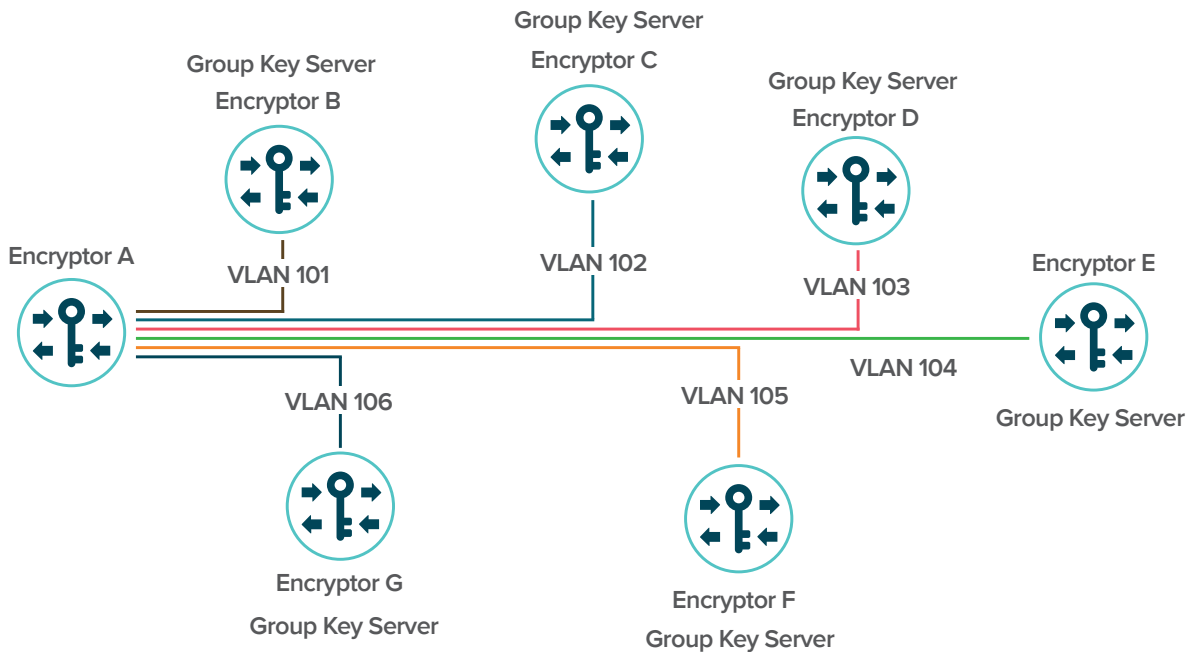 Group Key Server
Encryptor C
Group Key Server
Encryptor B
Group Key Server
Encryptor D
Encryptor A
VLAN 101
VLAN 102
VLAN 103
Encryptor E
VLAN 104
Group Key Server
VLAN 106
VLAN 105
Encryptor G
Group Key Server
Encryptor F
Group Key Server